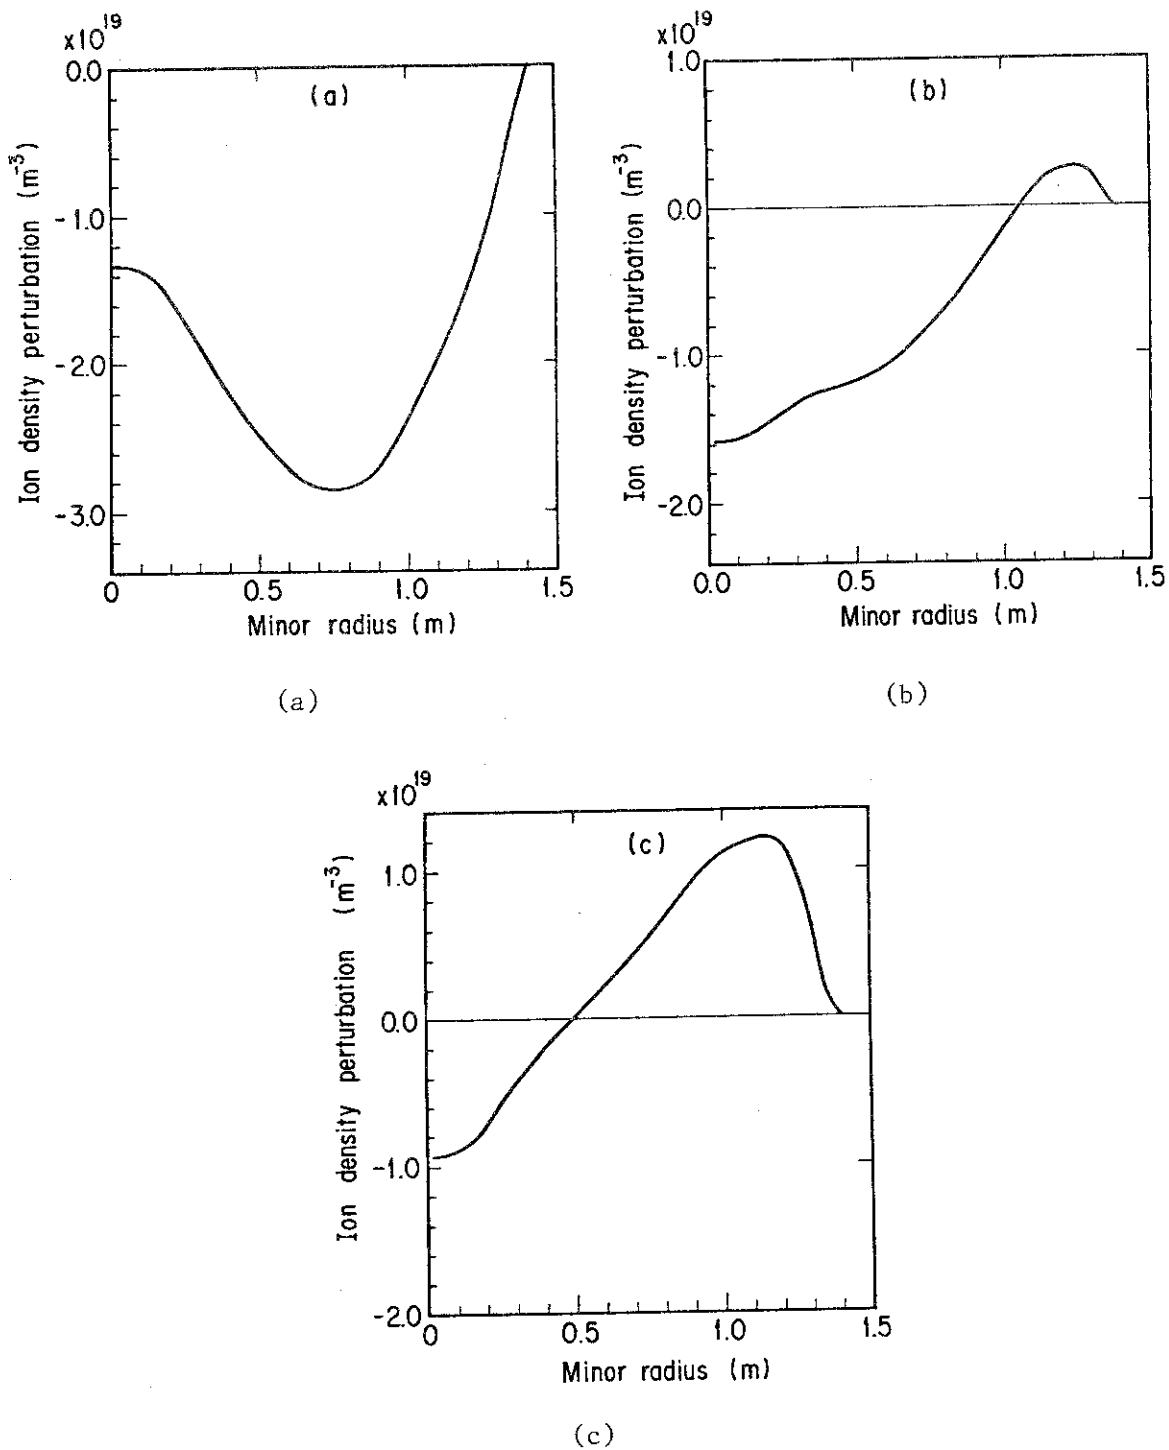 x10^19
0.0
-1.0
-2.0
-3.0
Ion density perturbation (m^-3)
(a)
0 0.5 1.0 1.5
Minor radius (m)
(a)
x10^19
1.0
0.0
-1.0
-2.0
Ion density perturbation (m^-3)
(b)
0.0 0.5 1.0 1.5
Minor radius (m)
(b)
x10^19
1.0
0.0
-1.0
-2.0
Ion density perturbation (m^-3)
(c)
0 0.5 1.0 1.5
Minor radius (m)
(c)